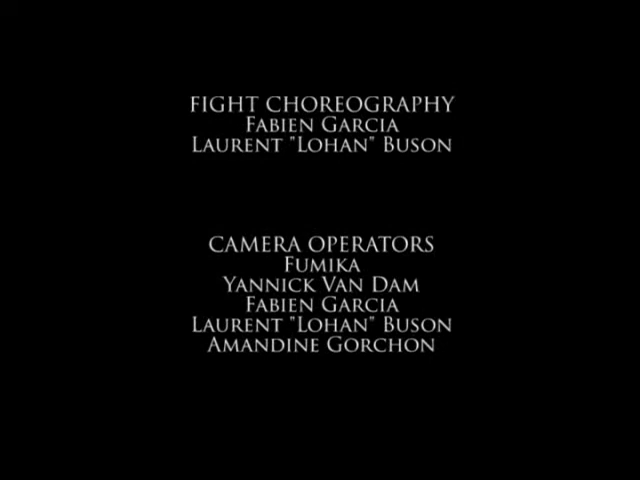 FIGHT CHOREOGRAPHY
FABIEN GARCIA
LAURENT "LOHAN" BUSON
CAMERA OPERATORS
FUMIKA
YANNICK VAN DAM
FABIEN GARCIA
LAURENT "LOHAN" BUSON
AMANDINE GORCHON